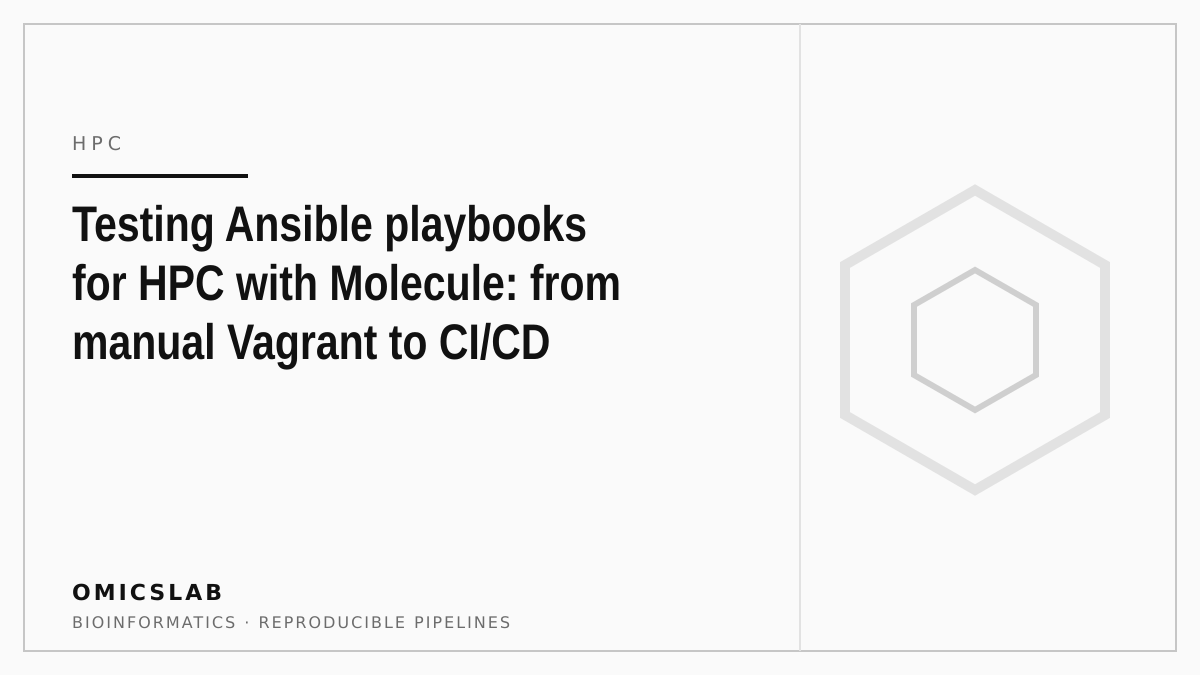 HPC
Testing Ansible playbooks
for HPC with Molecule: from
manual Vagrant to CI/CD
OMICSLAB
BIOINFORMATICS · REPRODUCIBLE PIPELINES